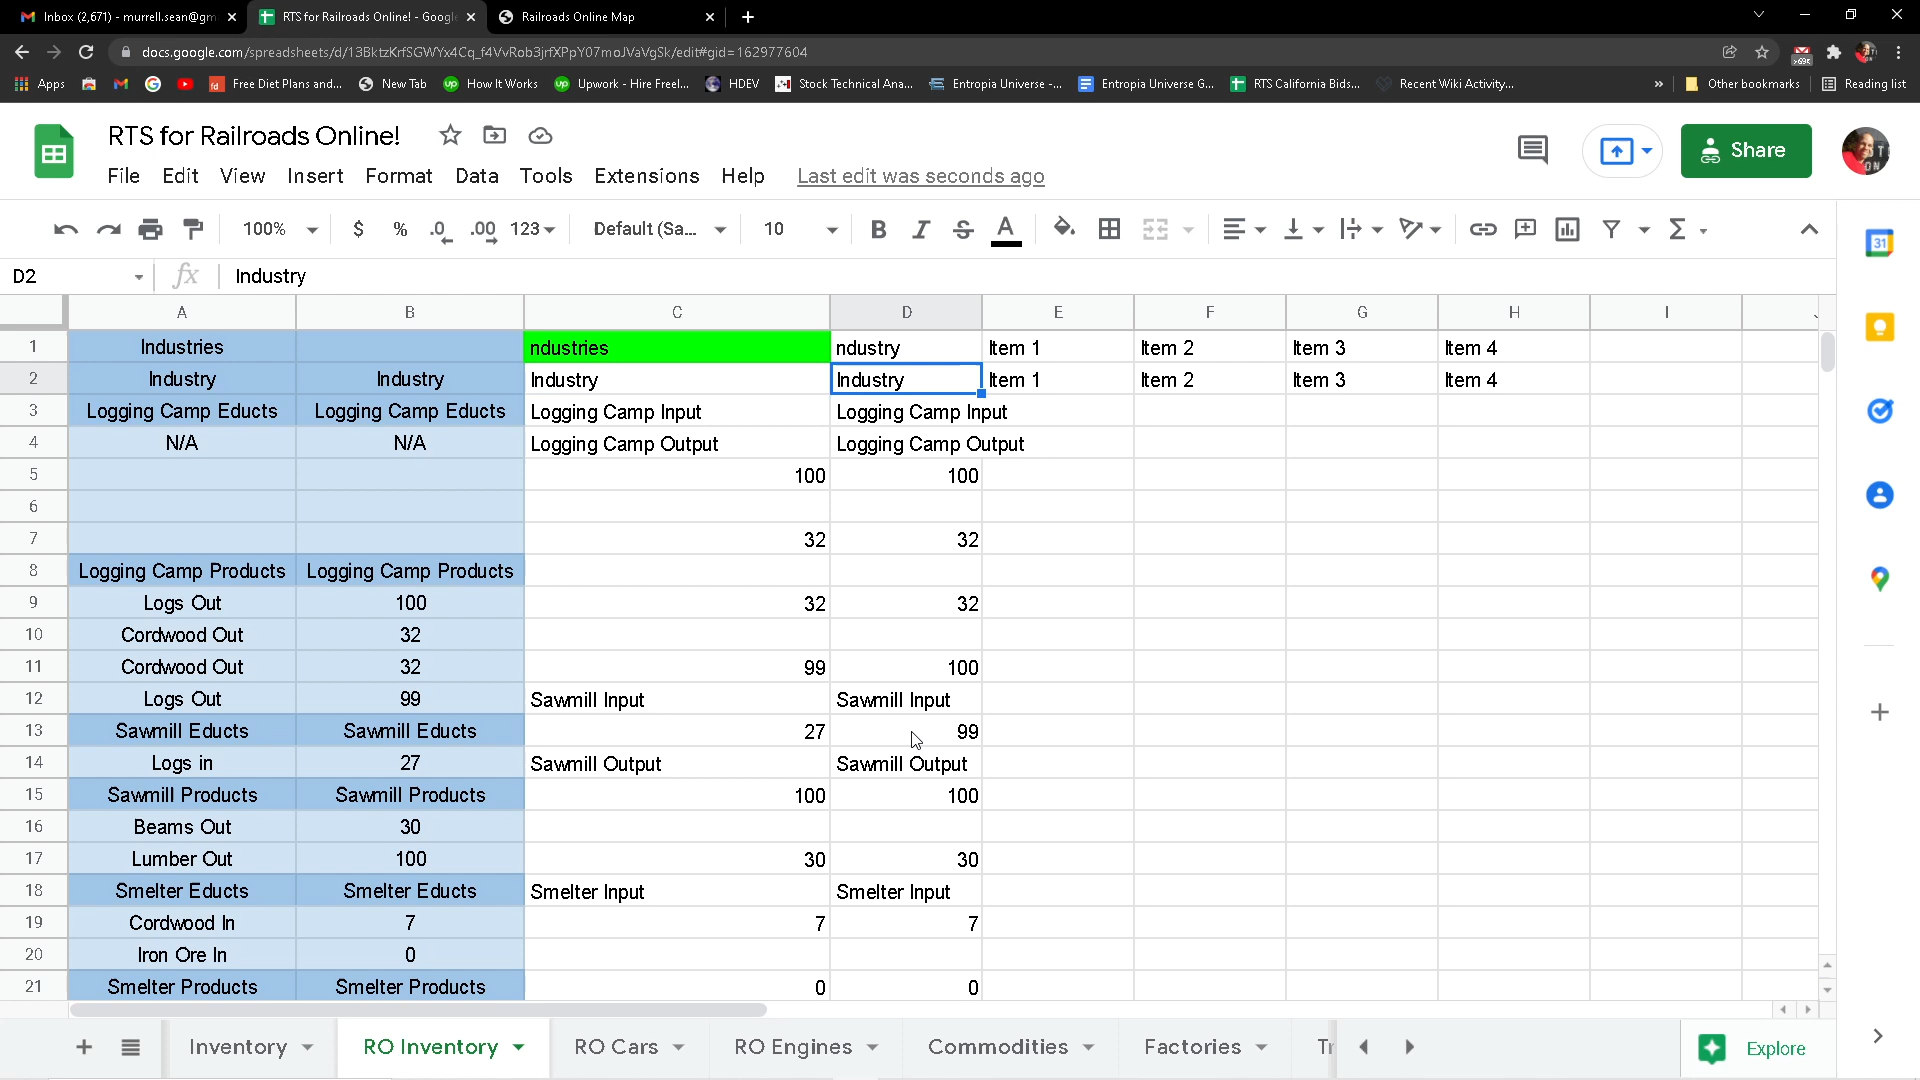 Inbox (2,671) - murrell.sean@gm
RTS for Railroads Online! - Google
Railroads Online Map
docs.google.com/spreadsheets/d/13BktzKrfSGWYx4Cq_f4VvRob3jrfXPpY07moJVaVgSk/edit#gid=162977604
Apps
Free Diet Plans and...
New Tab
How It Works
Upwork - Hire Freel...
HDEV
Stock Technical Ana...
Entropia Universe -...
Entropia Universe G...
RTS California Bids...
Recent Wiki Activity...
»
Other bookmarks
Reading list
RTS for Railroads Online!
Share
File Edit View Insert Format Data Tools Extensions Help Last edit was seconds ago
100% $ % .0 .00 123 Default (Sa... 10 B I S A
D2 fx Industry
A B C D E F G H I
1 Industries ndustries ndustry Item 1 Item 2 Item 3 Item 4
2 Industry Industry Industry Industry Item 1 Item 2 Item 3 Item 4
3 Logging Camp Educts Logging Camp Educts Logging Camp Input Logging Camp Input
4 N/A N/A Logging Camp Output Logging Camp Output
5 100 100
6
7 32 32
8 Logging Camp Products Logging Camp Products
9 Logs Out 100 32 32
10 Cordwood Out 32
11 Cordwood Out 32 99 100
12 Logs Out 99 Sawmill Input Sawmill Input
13 Sawmill Educts Sawmill Educts 27 99
14 Logs in 27 Sawmill Output Sawmill Output
15 Sawmill Products Sawmill Products 100 100
16 Beams Out 30
17 Lumber Out 100 30 30
18 Smelter Educts Smelter Educts Smelter Input Smelter Input
19 Cordwood In 7 7 7
20 Iron Ore In 0
21 Smelter Products Smelter Products 0 0
Inventory RO Inventory RO Cars RO Engines Commodities Factories Tr Explore